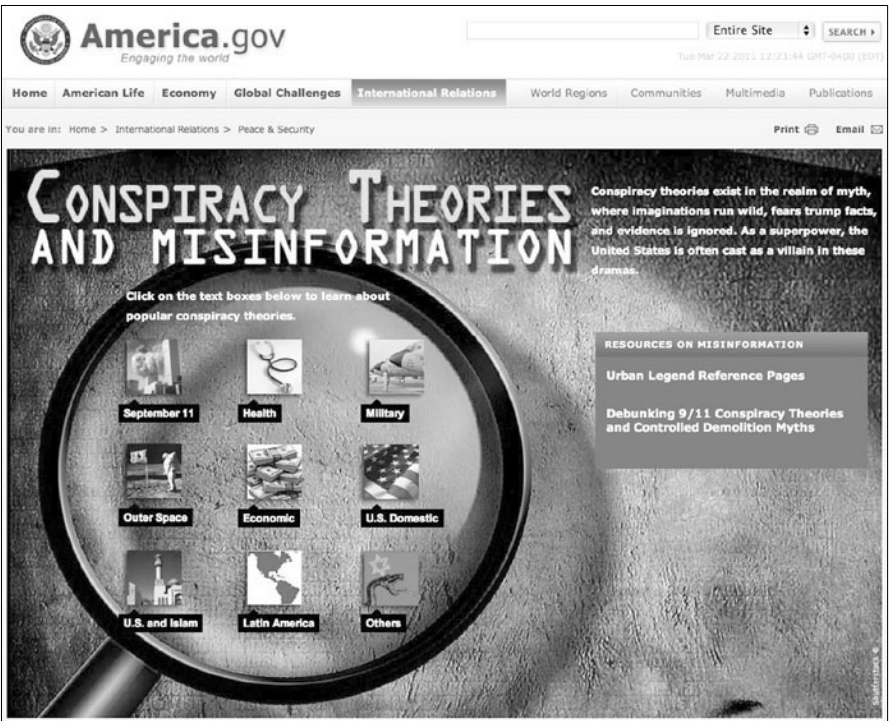 America.gov
Engaging the world
Entire Site
SEARCH
Tue Mar 22 2011 12:23:44 GMT-0400 (EDT)
Home American Life Economy Global Challenges International Relations World Regions Communities Multimedia Publications
You are in: Home > International Relations > Peace & Security
Print Email
CONSPIRACY THEORIES
AND MISINFORMATION
Conspiracy theories exist in the realm of myth,
where imaginations run wild, fears trump facts,
and evidence is ignored. As a superpower, the
United States is often cast as a villain in these
dramas.
Click on the text boxes below to learn about
popular conspiracy theories.
September 11 Health Military
Outer Space Economic U.S. Domestic
U.S. and Islam Latin America Others
RESOURCES ON MISINFORMATION
Urban Legend Reference Pages
Debunking 9/11 Conspiracy Theories
and Controlled Demolition Myths
Shutterstock ©